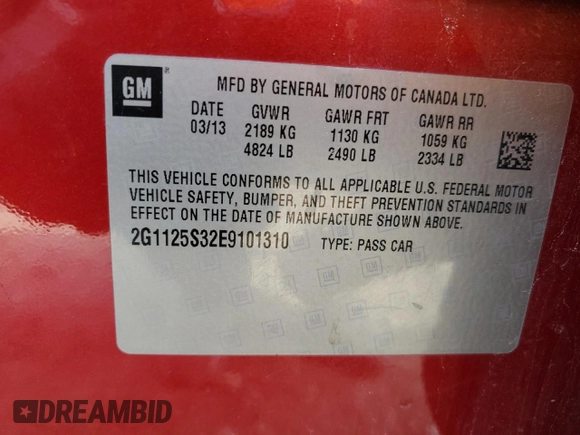 GM
MFD BY GENERAL MOTORS OF CANADA LTD.
DATE GVWR GAWR FRT GAWR RR
03/13 2189 KG 1130 KG 1059 KG
4824 LB 2490 LB 2334 LB
THIS VEHICLE CONFORMS TO ALL APPLICABLE U.S. FEDERAL MOTOR
VEHICLE SAFETY, BUMPER, AND THEFT PREVENTION STANDARDS IN
EFFECT ON THE DATE OF MANUFACTURE SHOWN ABOVE.
2G1125S32E9101310 TYPE: PASS CAR
DREAMBID